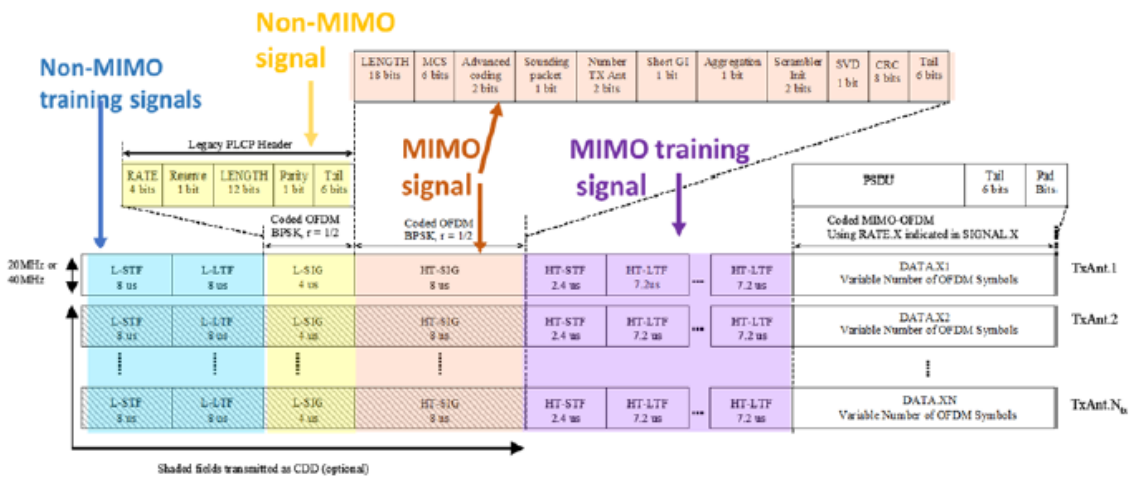 Non-MIMO
signal
Non-MIMO
training signals
LENGTH
18 bits
MCS
6 bits
Advanced
coding
2 bits
Sounding
packet
1 bit
Number
TX Ant
2 bits
Short GI
1 bit
Aggregation
1 bit
Scrambler
Init
2 bits
SVD
1 bit
CRC
8 bits
Tail
6 bits
Legacy PLCP Header
MIMO
signal
MIMO training
signal
RATE
4 bits
Reserve
1 bit
LENGTH
12 bits
Parity
1 bit
Tail
6 bits
PSDU
Tail
6 bits
Pad
Bits
Coded OFDM
BPSK, r = 1/2
Coded OFDM
BPSK, r = 1/2
Coded MIMO-OFDM
Using RATE.X indicated in SIGNAL.X
20MHz or
40MHz
L-STF
8 us
L-LTF
8 us
L-SIG
4 us
HT-SIG
8 us
HT-STF
2.4 us
HT-LTF
7.2us
...
HT-LTF
7.2 us
DATA.X1
Variable Number of OFDM Symbols
TxAnt.1
L-STF
8 us
L-LTF
8 us
L-SIG
4 us
HT-SIG
8 us
HT-STF
2.4 us
HT-LTF
7.2 us
...
HT-LTF
7.2 us
DATA.X2
Variable Number of OFDM Symbols
TxAnt.2
L-STF
8 us
L-LTF
8 us
L-SIG
4 us
HT-SIG
8 us
HT-STF
2.4 us
HT-LTF
7.2 us
...
HT-LTF
7.2 us
DATA.XN
Variable Number of OFDM Symbols
TxAnt.Ntx
Shaded fields transmitted as CDD (optional)